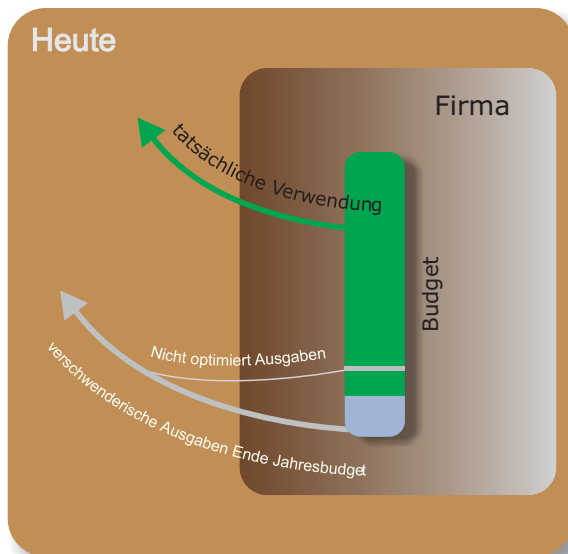 Heute
Firma
tatsächliche Verwendung
Budget
Nicht optimiert Ausgaben
verschwenderische Ausgaben Ende Jahresbudget